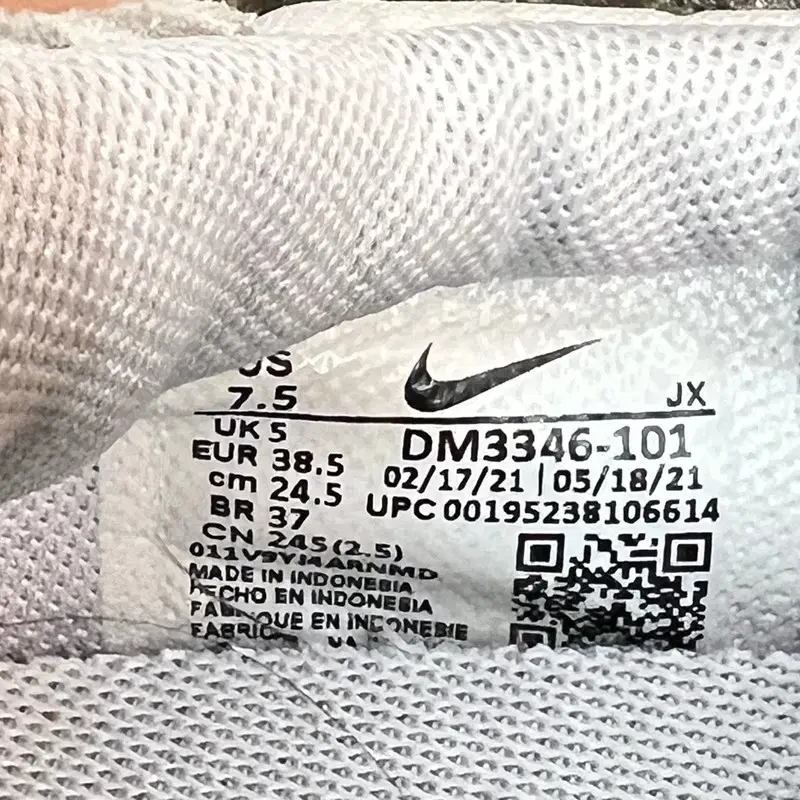 US
7.5
JX
UK 5
EUR 38.5
cm 24.5
BR 37
CN 245 (2.5)
DM3346-101
02/17/21 | 05/18/21
UPC 00195238106614
MADE IN INDONESIA
HECHO EN INDONESIA
FABRIQUE EN INDONESIE